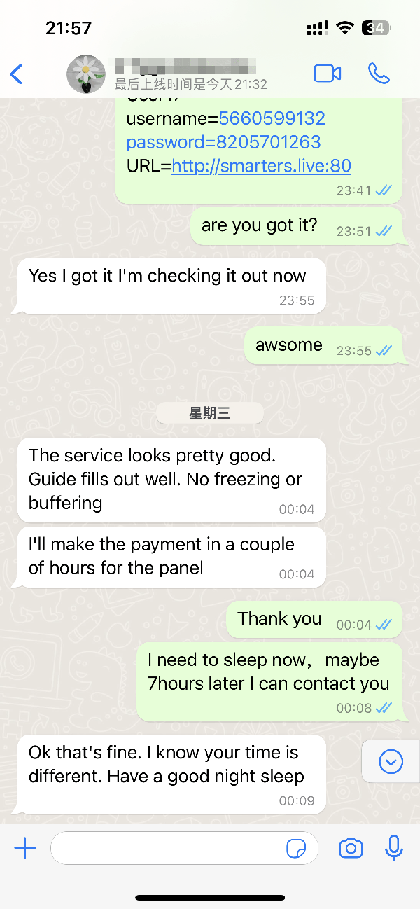 21:57
34
最后上线时间是今天21:32
username=5660599132
password=8205701263
URL=http://smarters.live:80
23:41
are you got it?
23:51
Yes I got it I'm checking it out now
23:55
awsome
23:55
星期三
The service looks pretty good.
Guide fills out well. No freezing or
buffering
00:04
I'll make the payment in a couple
of hours for the panel
00:04
Thank you
00:04
I need to sleep now，maybe
7hours later I can contact you
00:08
Ok that's fine. I know your time is
different. Have a good night sleep
00:09